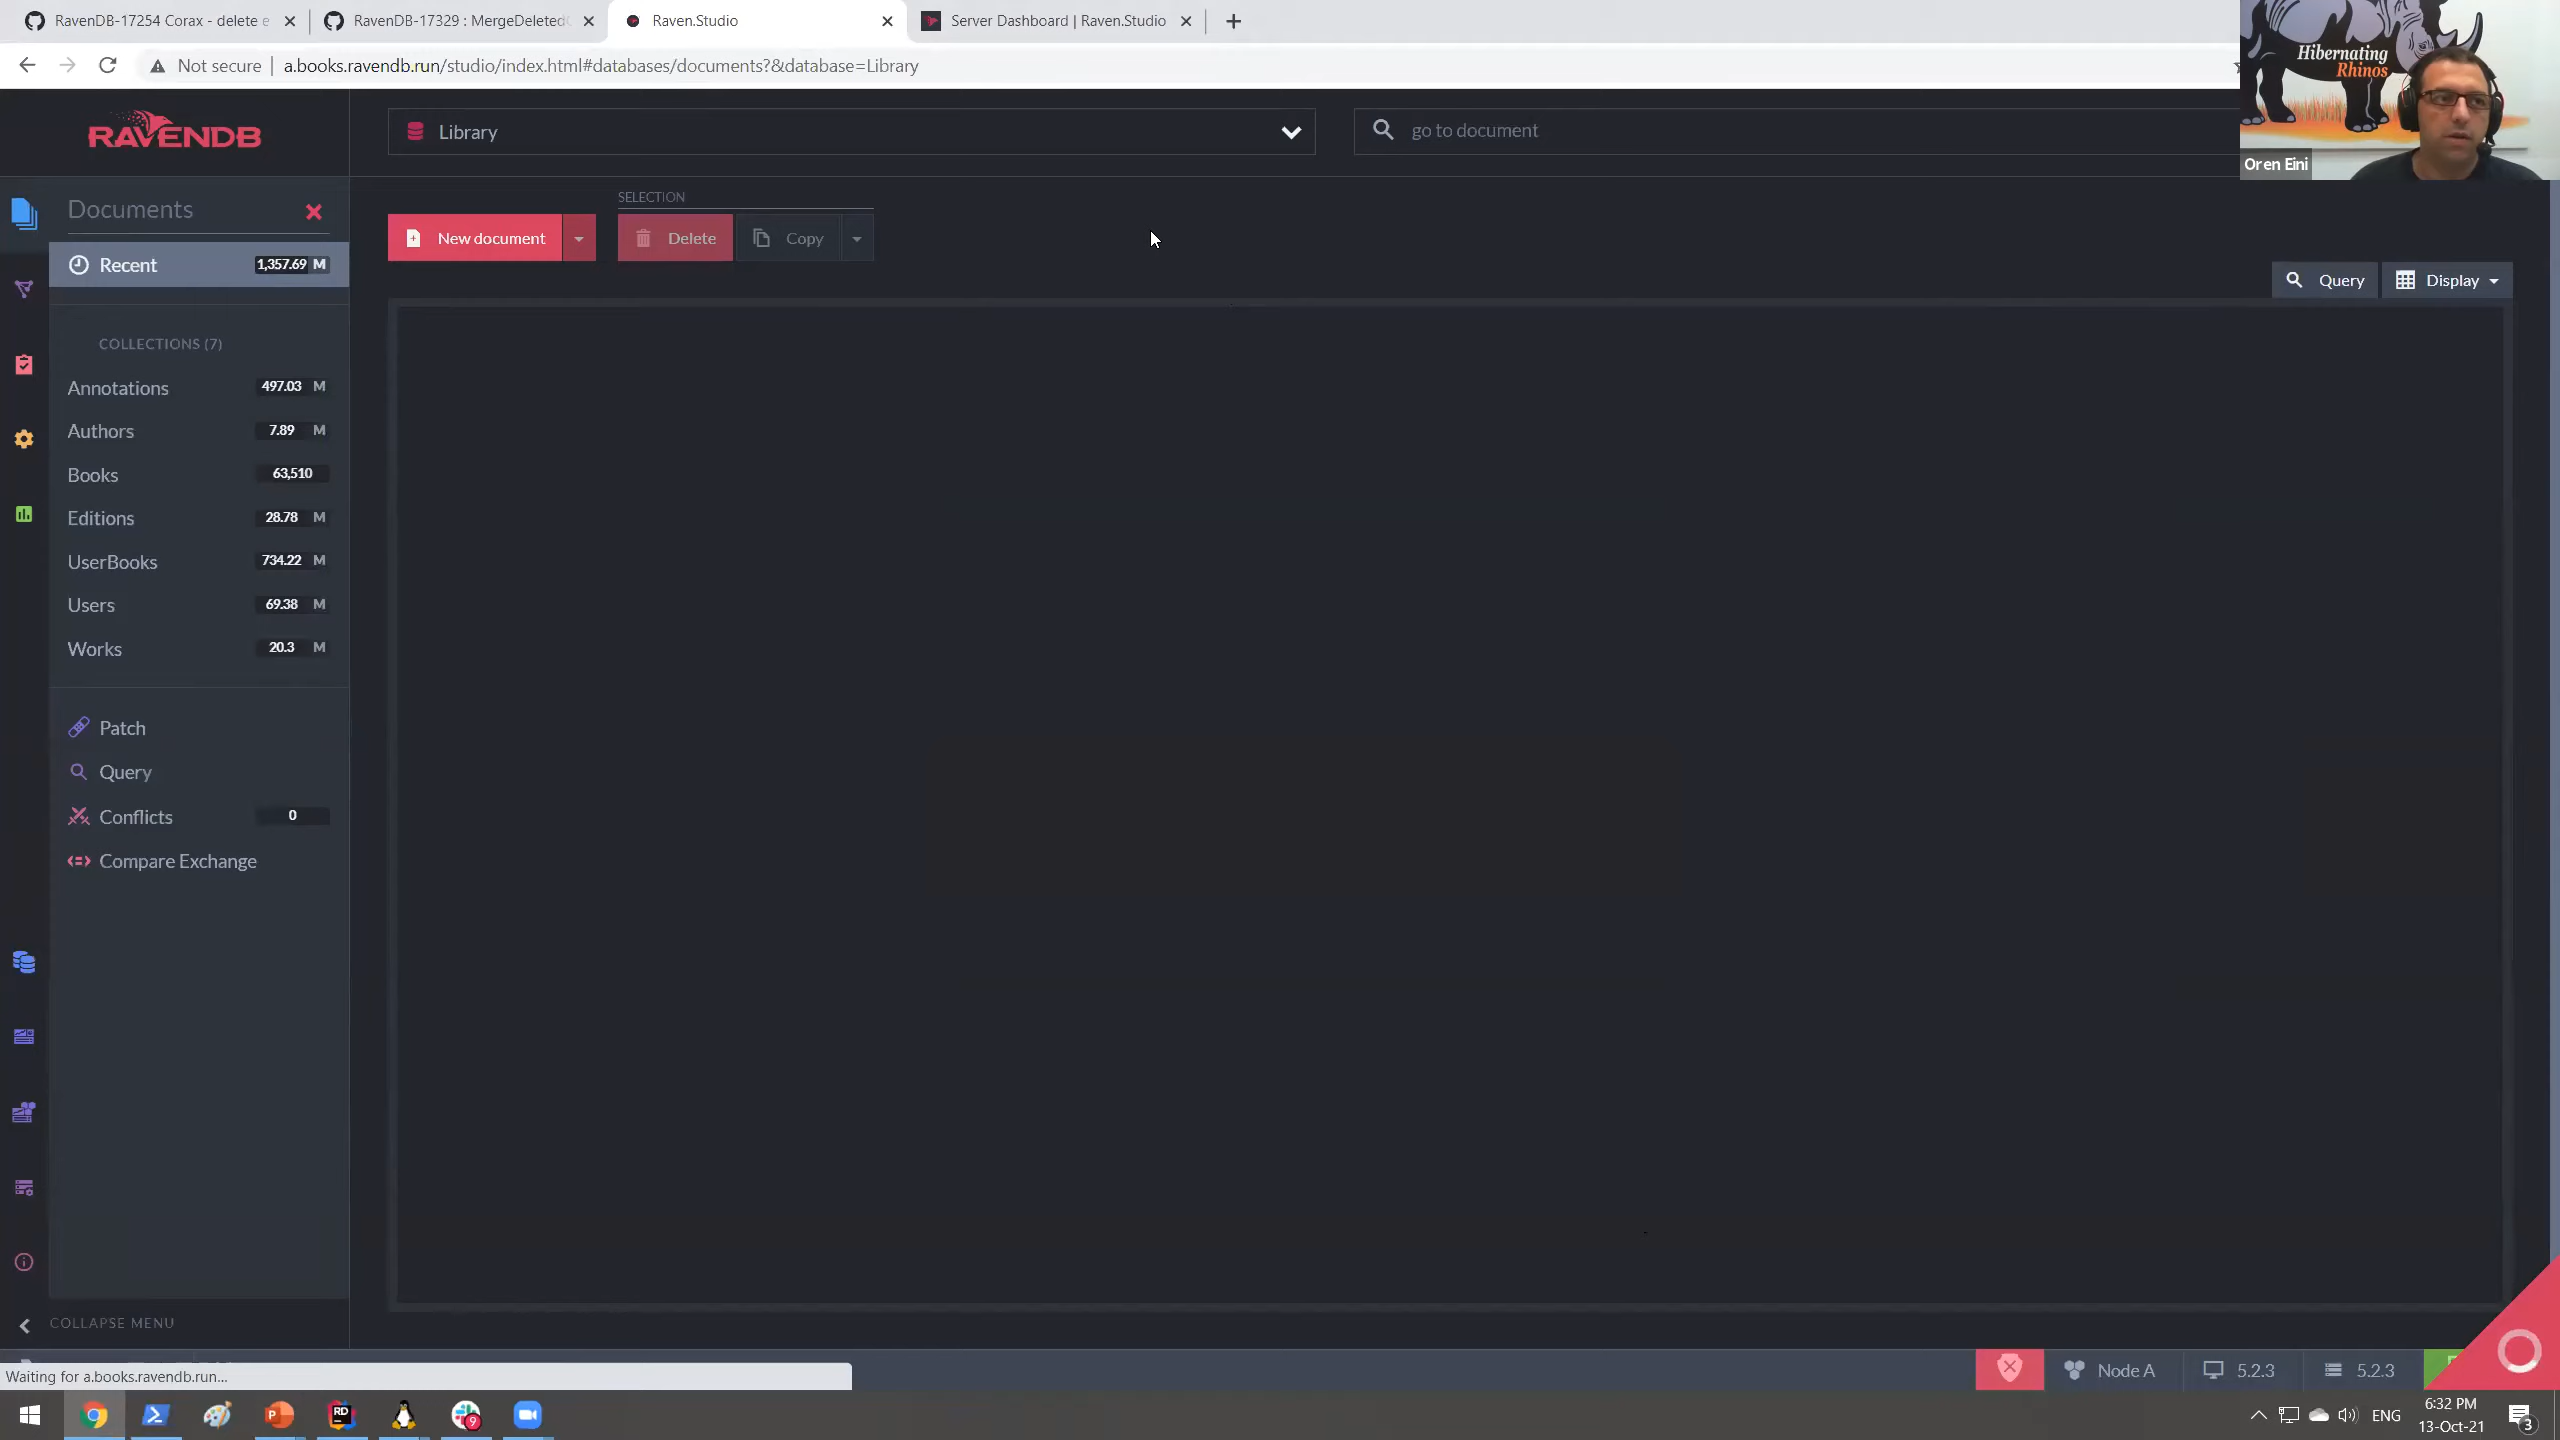 RavenDB-17254 Corax - delete e
RavenDB-17329 : MergeDeleted
Raven.Studio
Server Dashboard | Raven.Studio
Not secure
a.books.ravendb.run/studio/index.html#databases/documents?&database=Library
Hibernating
Rhinos
Oren Eini
RAVENDB
Library
go to document
Documents
SELECTION
New document
Delete
Copy
Recent 1,357.69 M
Query
Display
COLLECTIONS (7)
Annotations 497.03 M
Authors 7.89 M
Books 63,510
Editions 28.78 M
UserBooks 734.22 M
Users 69.38 M
Works 20.3 M
Patch
Query
Conflicts 0
Compare Exchange
COLLAPSE MENU
Node A
5.2.3
5.2.3
Waiting for a.books.ravendb.run...
RD
9
ENG
6:32 PM
13-Oct-21
3